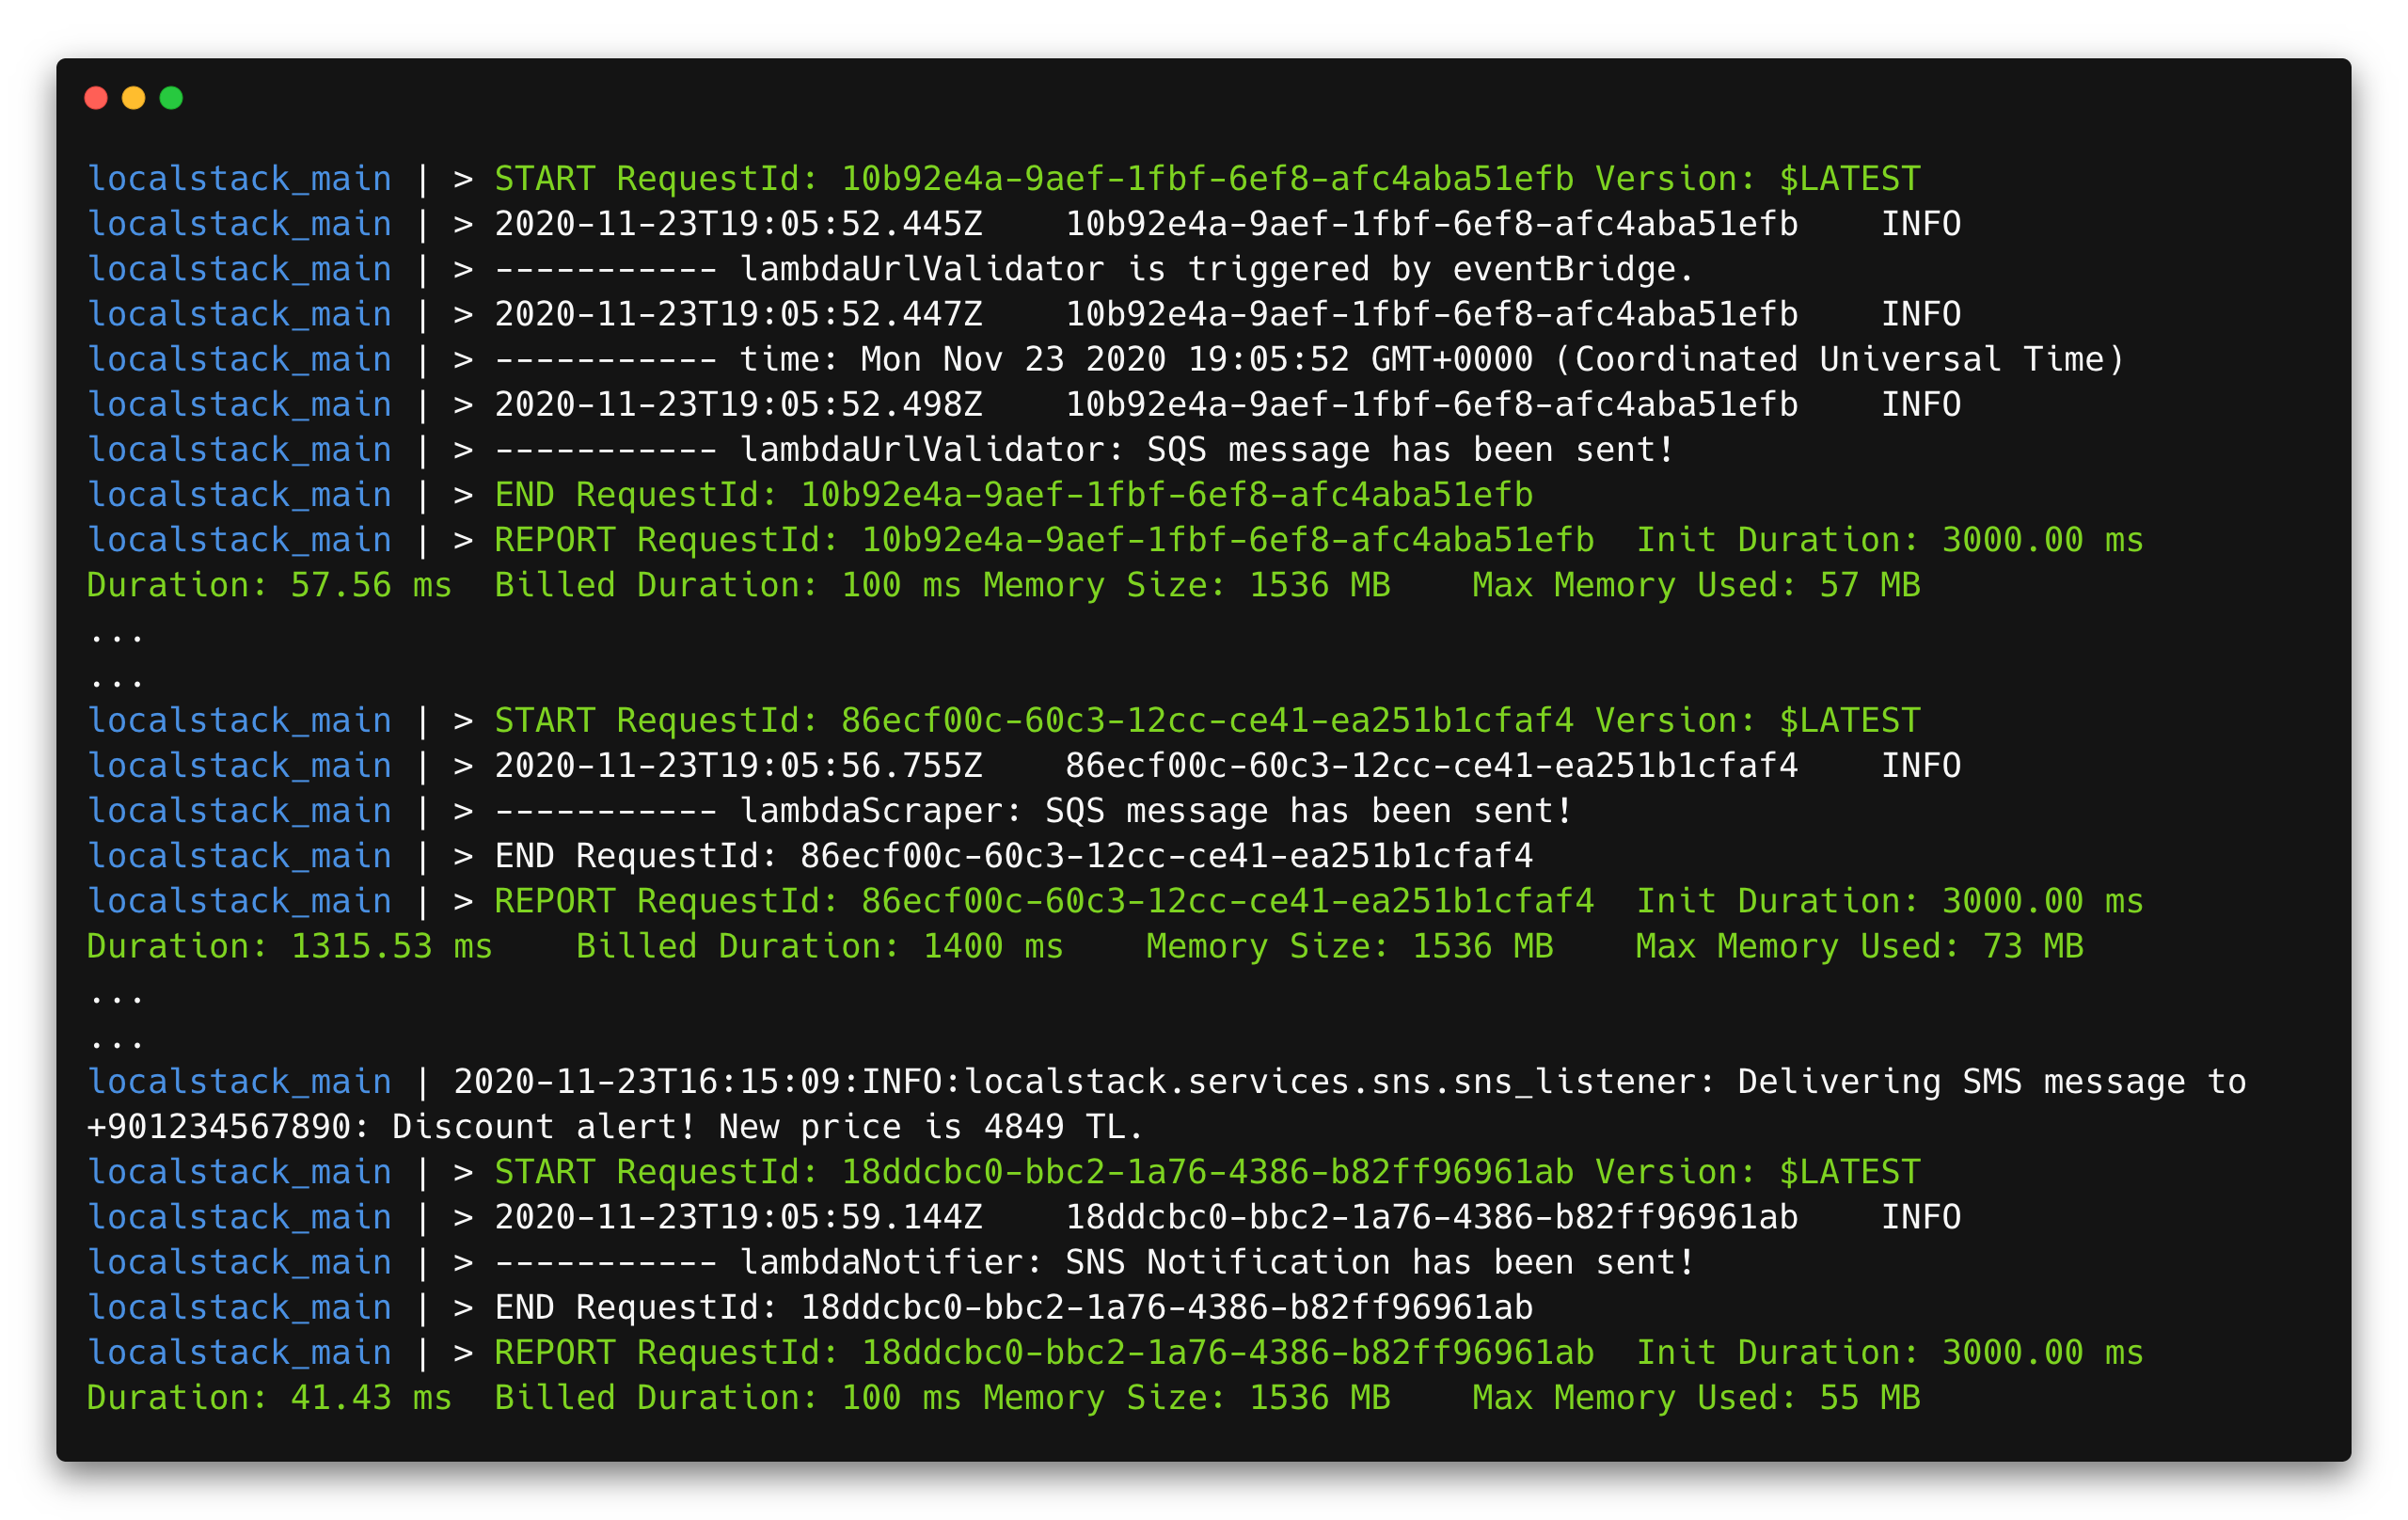 localstack_main | > START RequestId: 10b92e4a-9aef-1fbf-6ef8-afc4aba51efb Version: $LATEST
localstack_main | > 2020-11-23T19:05:52.445Z    10b92e4a-9aef-1fbf-6ef8-afc4aba51efb    INFO
localstack_main | > ----------- lambdaUrlValidator is triggered by eventBridge.
localstack_main | > 2020-11-23T19:05:52.447Z    10b92e4a-9aef-1fbf-6ef8-afc4aba51efb    INFO
localstack_main | > ----------- time: Mon Nov 23 2020 19:05:52 GMT+0000 (Coordinated Universal Time)
localstack_main | > 2020-11-23T19:05:52.498Z    10b92e4a-9aef-1fbf-6ef8-afc4aba51efb    INFO
localstack_main | > ----------- lambdaUrlValidator: SQS message has been sent!
localstack_main | > END RequestId: 10b92e4a-9aef-1fbf-6ef8-afc4aba51efb
localstack_main | > REPORT RequestId: 10b92e4a-9aef-1fbf-6ef8-afc4aba51efb  Init Duration: 3000.00 ms
Duration: 57.56 ms  Billed Duration: 100 ms Memory Size: 1536 MB    Max Memory Used: 57 MB
...
...
localstack_main | > START RequestId: 86ecf00c-60c3-12cc-ce41-ea251b1cfaf4 Version: $LATEST
localstack_main | > 2020-11-23T19:05:56.755Z    86ecf00c-60c3-12cc-ce41-ea251b1cfaf4    INFO
localstack_main | > ----------- lambdaScraper: SQS message has been sent!
localstack_main | > END RequestId: 86ecf00c-60c3-12cc-ce41-ea251b1cfaf4
localstack_main | > REPORT RequestId: 86ecf00c-60c3-12cc-ce41-ea251b1cfaf4  Init Duration: 3000.00 ms
Duration: 1315.53 ms    Billed Duration: 1400 ms    Memory Size: 1536 MB    Max Memory Used: 73 MB
...
...
localstack_main | 2020-11-23T16:15:09:INFO:localstack.services.sns.sns_listener: Delivering SMS message to
+901234567890: Discount alert! New price is 4849 TL.
localstack_main | > START RequestId: 18ddcbc0-bbc2-1a76-4386-b82ff96961ab Version: $LATEST
localstack_main | > 2020-11-23T19:05:59.144Z    18ddcbc0-bbc2-1a76-4386-b82ff96961ab    INFO
localstack_main | > ----------- lambdaNotifier: SNS Notification has been sent!
localstack_main | > END RequestId: 18ddcbc0-bbc2-1a76-4386-b82ff96961ab
localstack_main | > REPORT RequestId: 18ddcbc0-bbc2-1a76-4386-b82ff96961ab  Init Duration: 3000.00 ms
Duration: 41.43 ms  Billed Duration: 100 ms Memory Size: 1536 MB    Max Memory Used: 55 MB